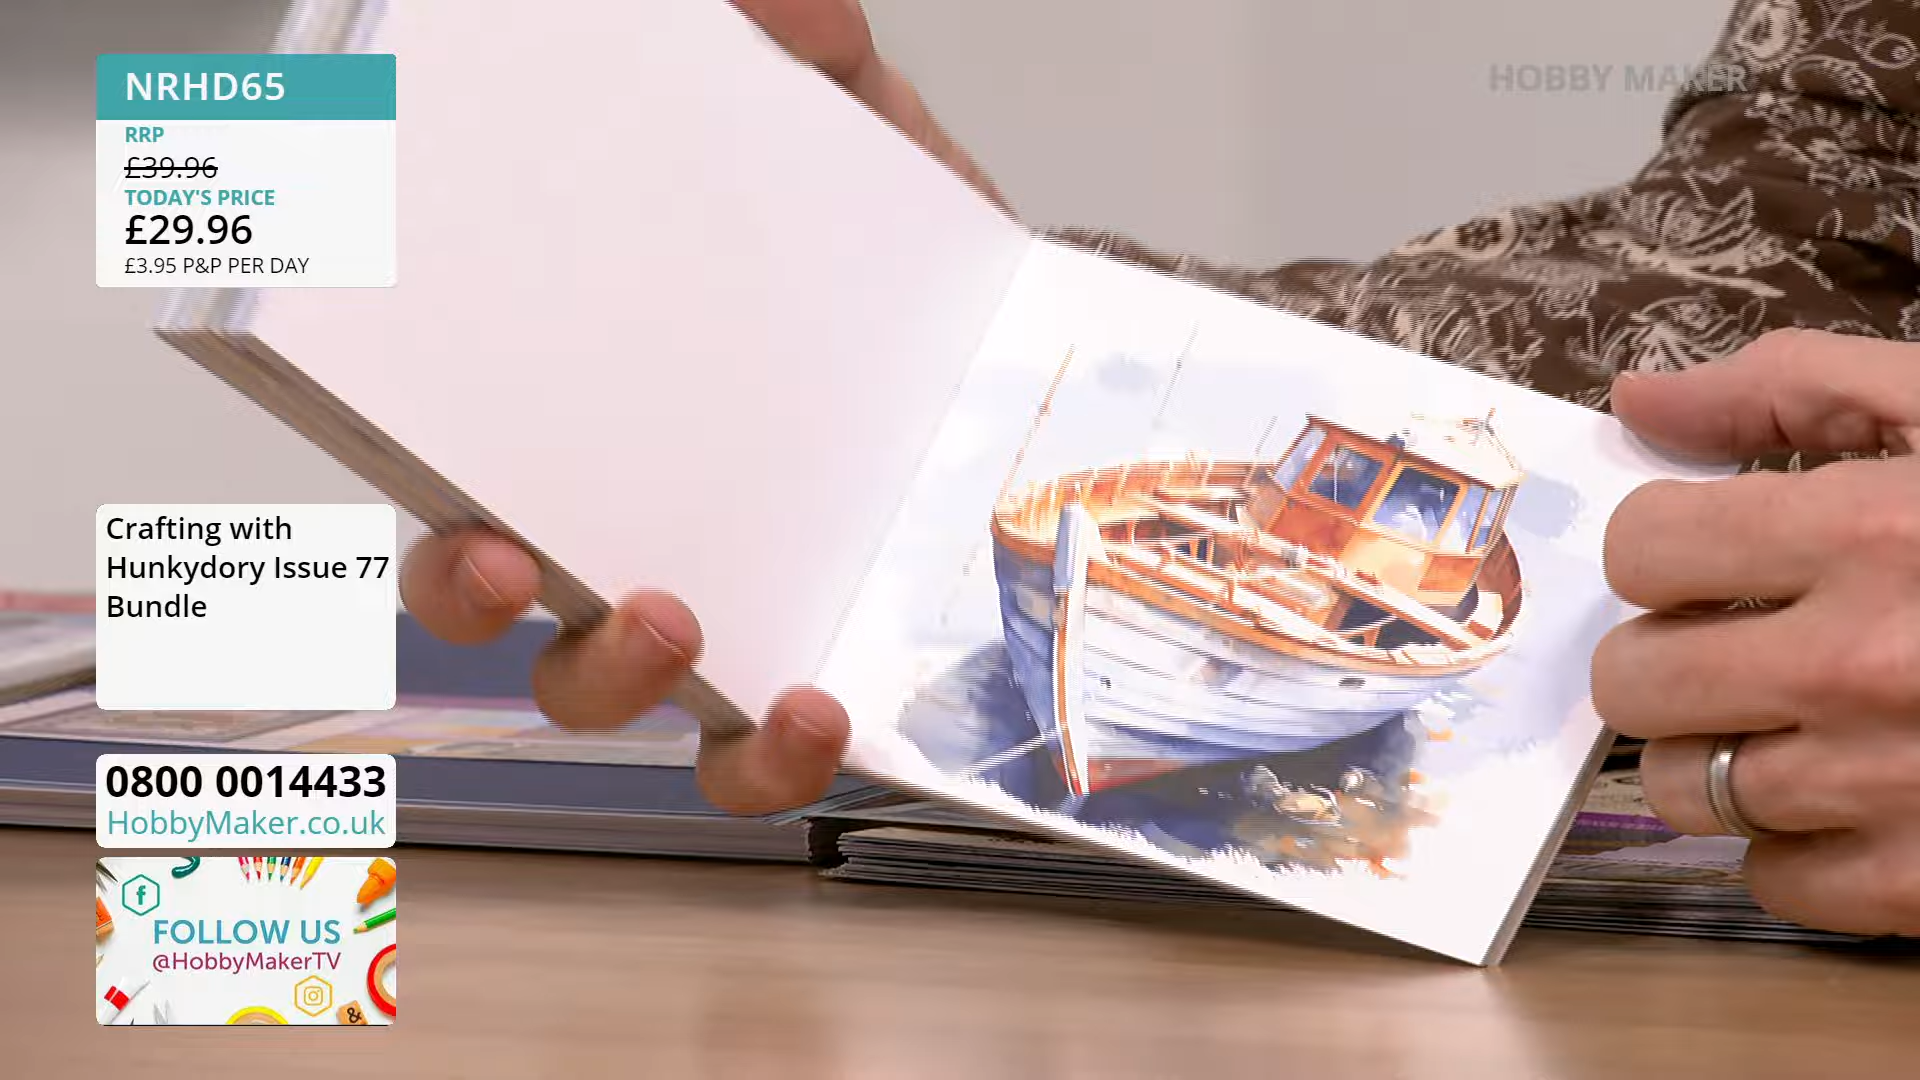 NRHD65
RRP
£39.96
TODAY'S PRICE
£29.96
£3.95 P&P PER DAY
HOBBY MAKER
Crafting with
Hunkydory Issue 77
Bundle
0800 0014433
HobbyMaker.co.uk
FOLLOW US
@HobbyMakerTV
&